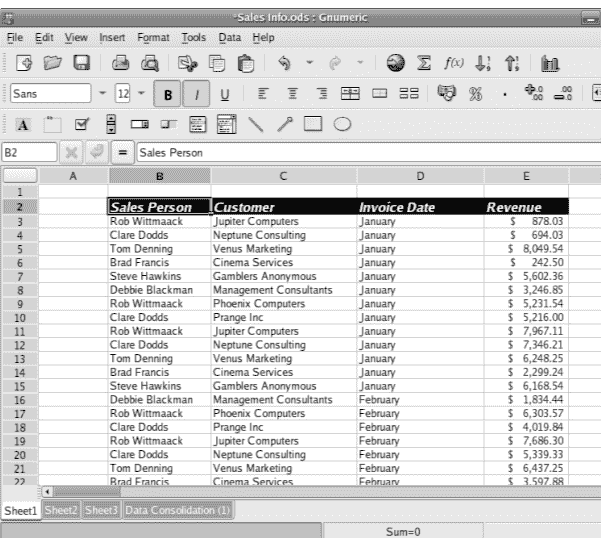 *Sales Info.ods : Gnumeric
File Edit View Insert Format Tools Data Help
f(x)
Sans 12 B I U %
A
B2 = Sales Person
A B C D E
1
2 Sales Person Customer Invoice Date Revenue
3 Rob Wittmaack Jupiter Computers January $ 878.03
4 Clare Dodds Neptune Consulting January $ 694.03
5 Tom Denning Venus Marketing January $ 8,049.54
6 Brad Francis Cinema Services January $ 242.50
7 Steve Hawkins Gamblers Anonymous January $ 5,602.36
8 Debbie Blackman Management Consultants January $ 3,246.85
9 Rob Wittmaack Phoenix Computers January $ 5,231.54
10 Clare Dodds Prange Inc January $ 5,216.00
11 Rob Wittmaack Jupiter Computers January $ 7,967.11
12 Clare Dodds Neptune Consulting January $ 7,346.21
13 Tom Denning Venus Marketing January $ 6,248.25
14 Brad Francis Cinema Services January $ 2,299.24
15 Steve Hawkins Gamblers Anonymous January $ 6,168.54
16 Debbie Blackman Management Consultants February $ 1,834.44
17 Rob Wittmaack Phoenix Computers February $ 6,303.57
18 Clare Dodds Prange Inc February $ 4,019.84
19 Rob Wittmaack Jupiter Computers February $ 7,686.30
20 Clare Dodds Neptune Consulting February $ 5,339.33
21 Tom Denning Venus Marketing February $ 6,437.25
22 Brad Francis Cinema Services February $ 3,597.88
Sheet1 Sheet2 Sheet3 Data Consolidation (1)
Sum=0